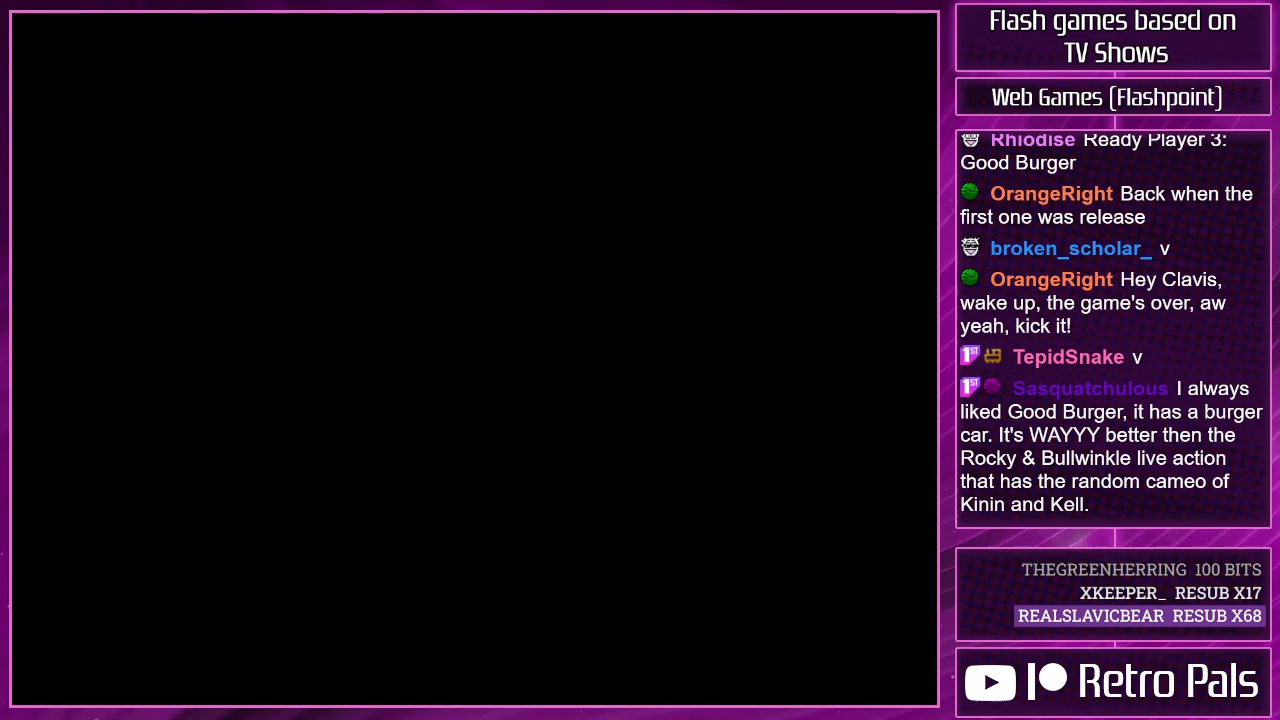 Flash games based on
TV Shows
Web Games (Flashpoint)
Rhiodise Ready Player 3:
Good Burger
OrangeRight Back when the
first one was release
broken_scholar_ v
OrangeRight Hey Clavis,
wake up, the game's over, aw
yeah, kick it!
1ST TepidSnake v
1ST Sasquatchulous I always
liked Good Burger, it has a burger
car. It's WAYYY better then the
Rocky & Bullwinkle live action
that has the random cameo of
Kinin and Kell.
THEGREENHERRING 100 BITS
XKEEPER_ RESUB X17
REALSLAVICBEAR RESUB X68
Retro Pals